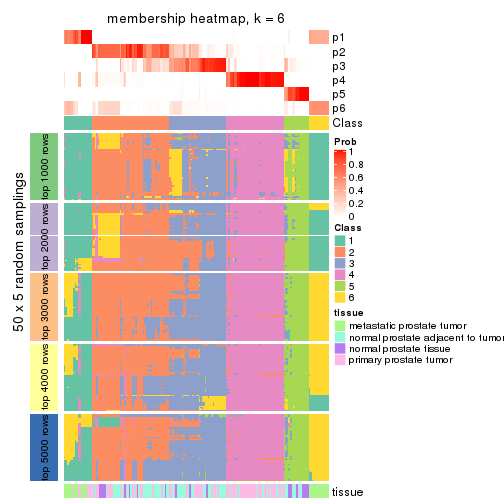 membership heatmap, k = 6
p1
p2
p3
p4
p5
p6
Class
50 x 5 random samplings
top 1000 rows
top 2000 rows
top 3000 rows
top 4000 rows
top 5000 rows
Prob
1
0.8
0.6
0.4
0.2
0
Class
1
2
3
4
5
6
tissue
metastatic prostate tumor
normal prostate adjacent to tumor
normal prostate tissue
primary prostate tumor
tissue